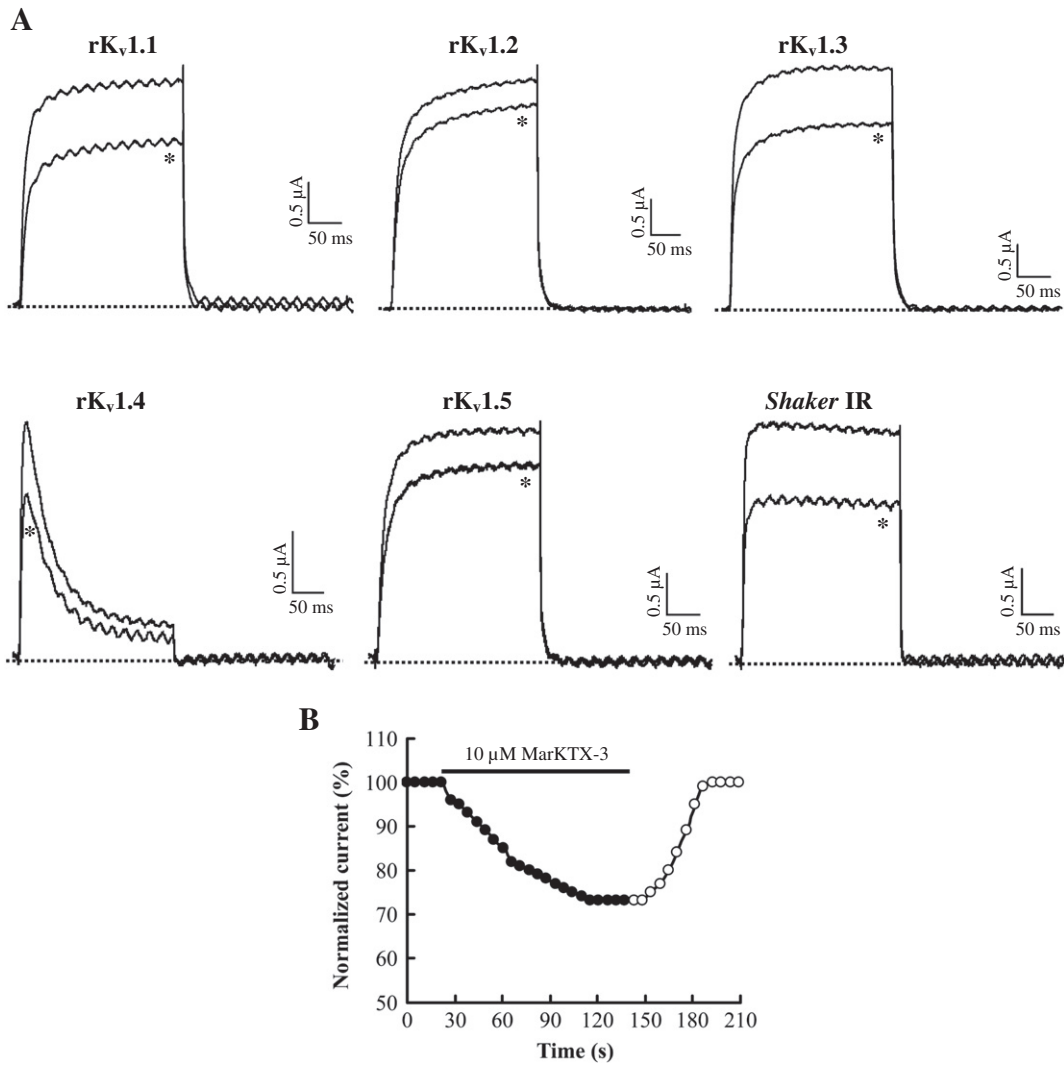 A
rKv1.1
rKv1.2
rKv1.3
*
*
*
0.5 µA
50 ms
0.5 µA
50 ms
0.5 µA
50 ms
rKv1.4
rKv1.5
Shaker IR
*
*
*
0.5 µA
50 ms
0.5 µA
50 ms
0.5 µA
50 ms
B
10 µM MarKTX-3
Normalized current (%)
110
100
90
80
70
60
50
0 30 60 90 120 150 180 210
Time (s)